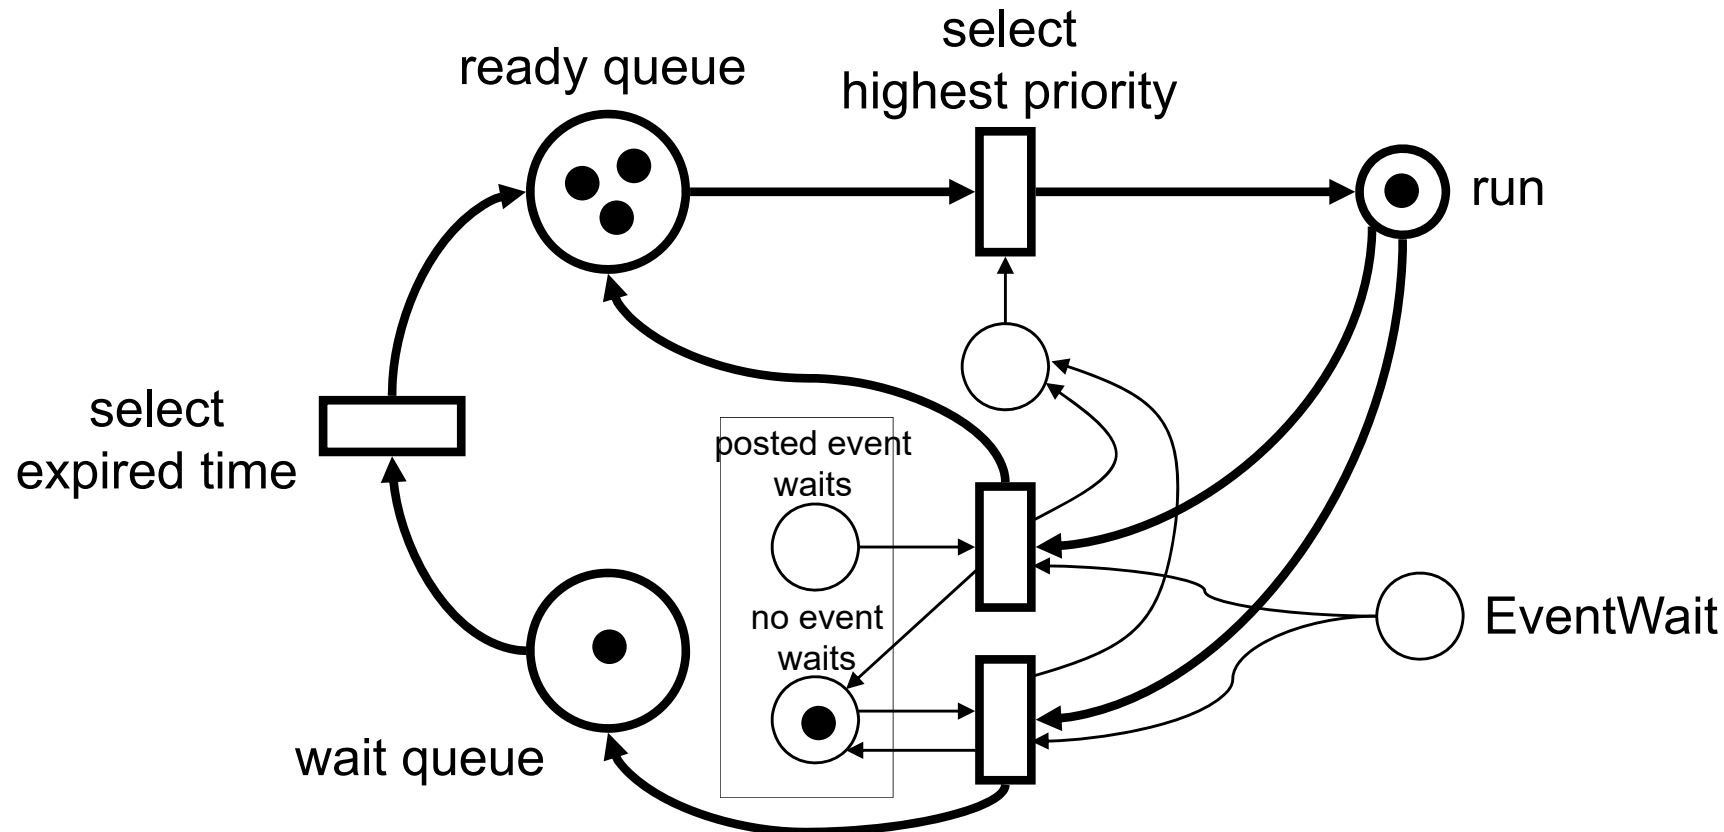 select
highest priority
ready queue
run
select
expired time
posted event
waits
no event
waits
EventWait
wait queue